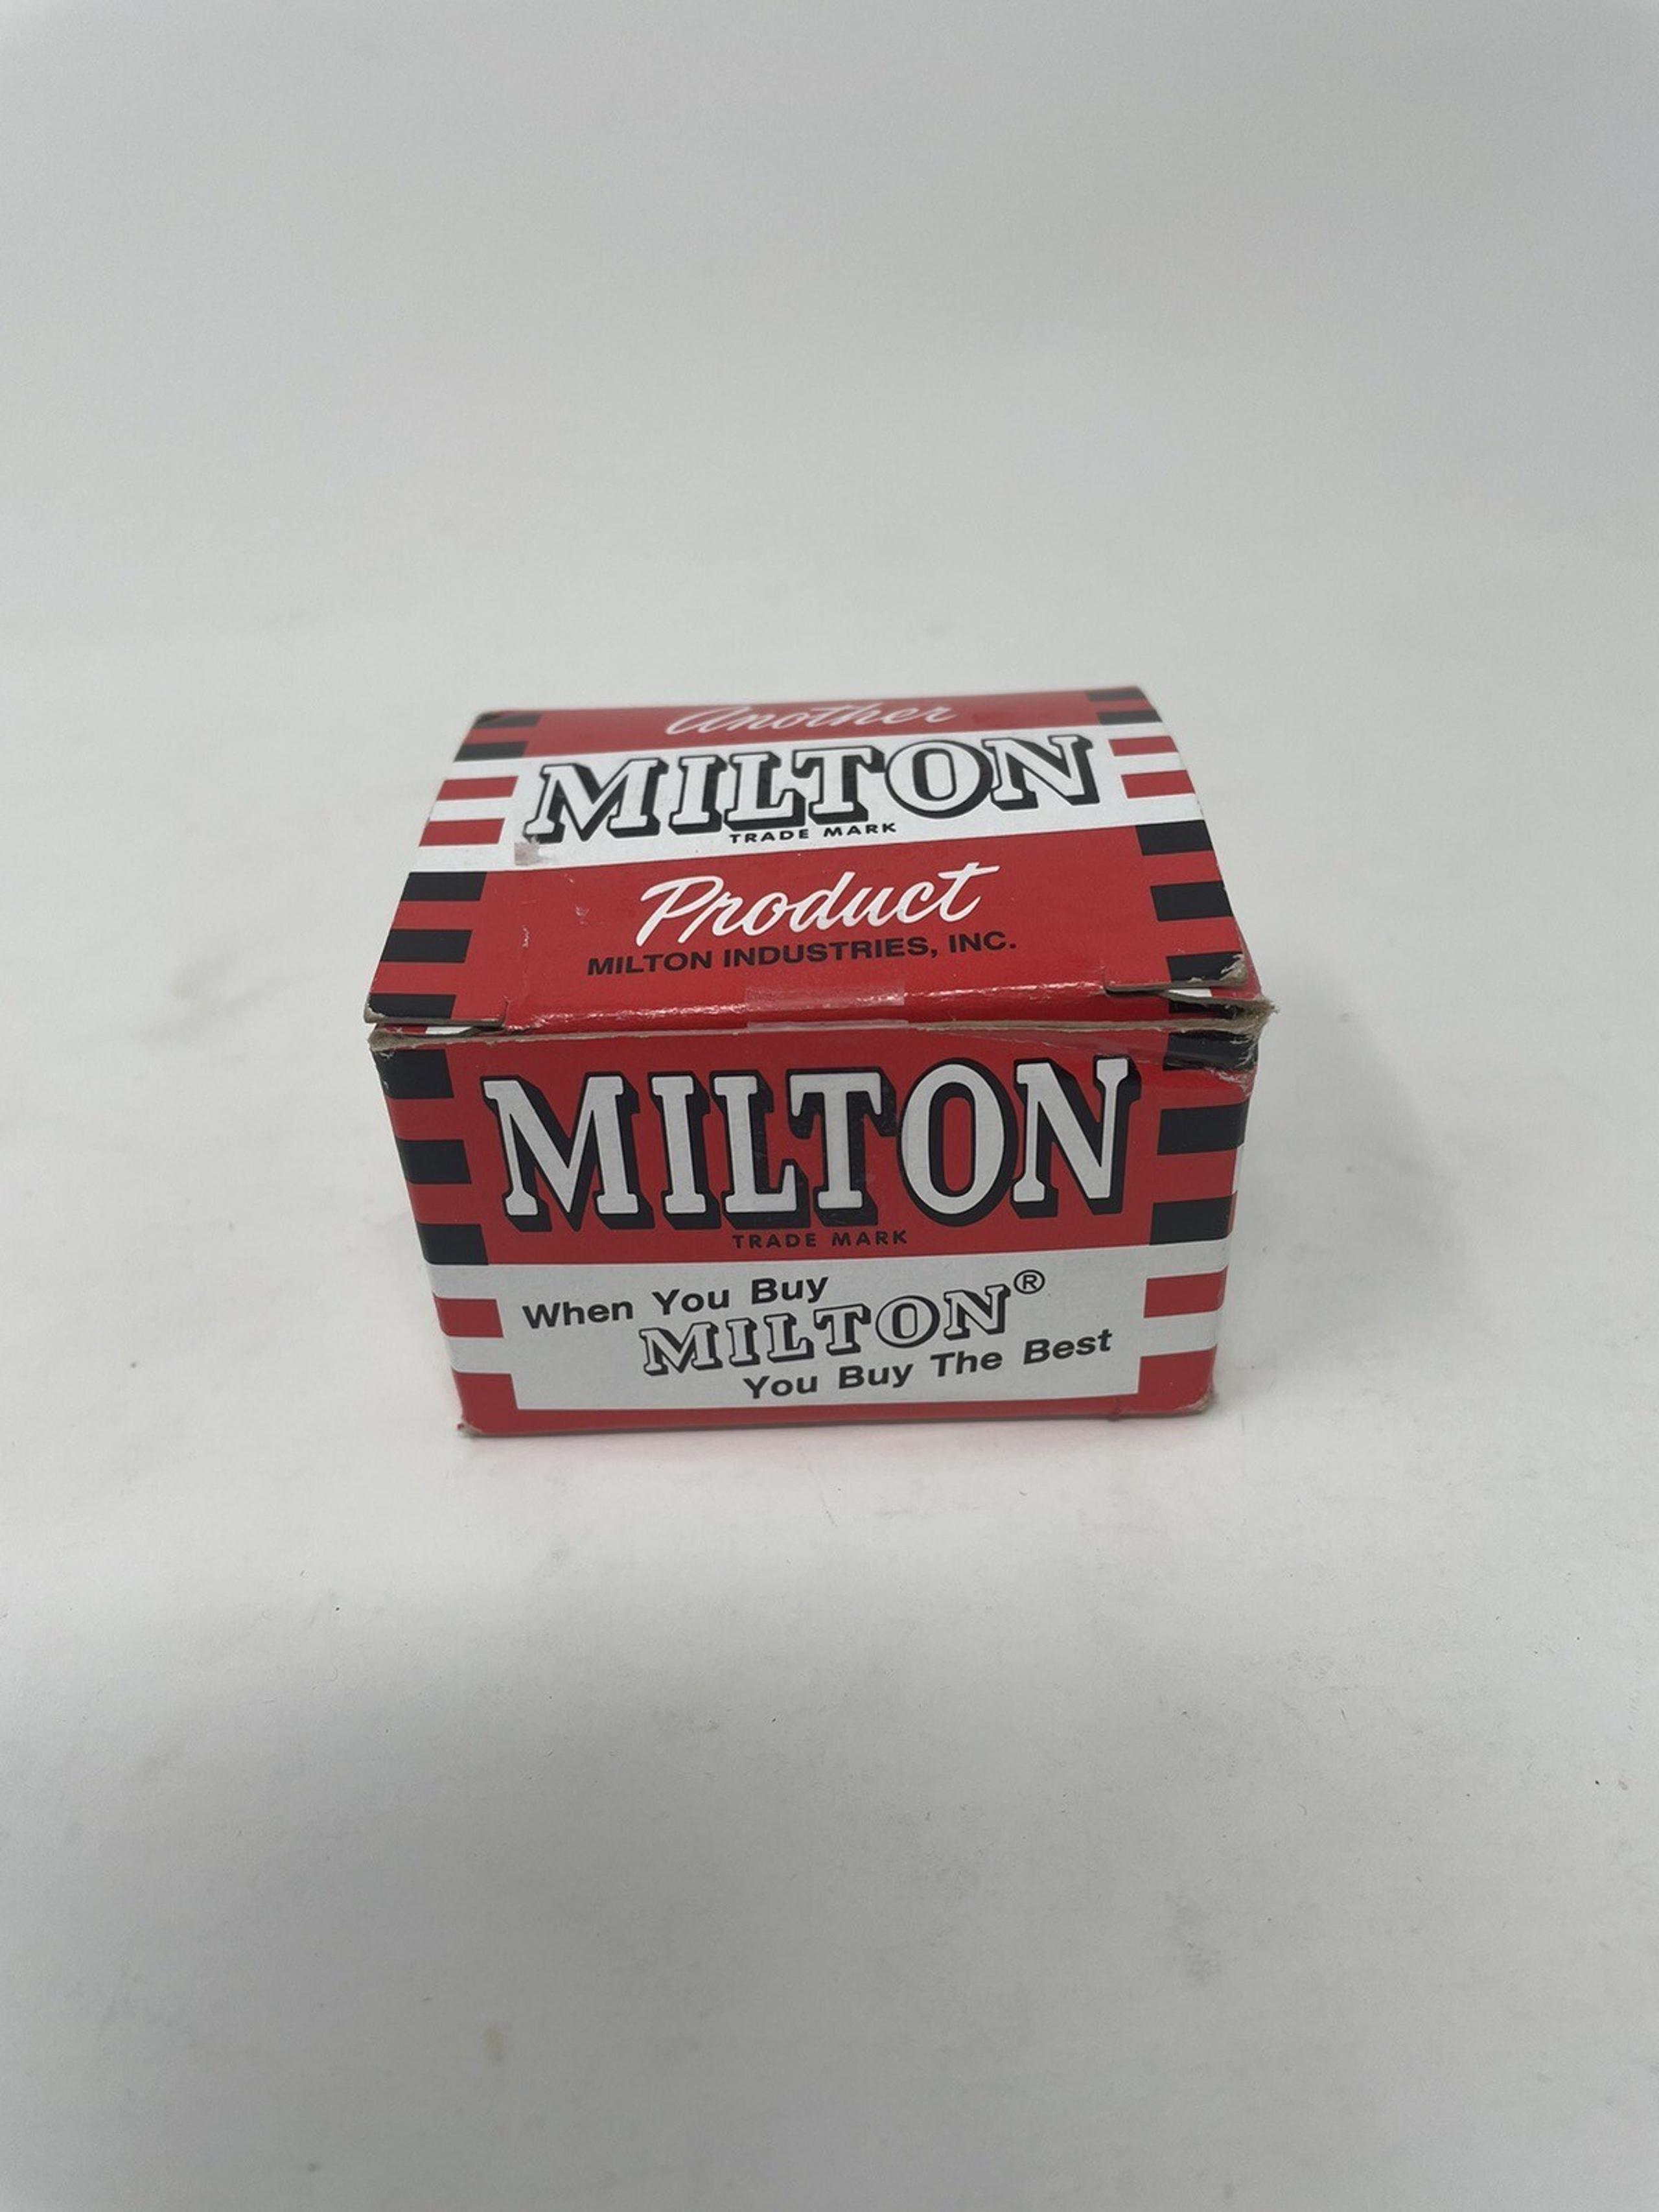 Another
MILTON
TRADE MARK
Product
MILTON INDUSTRIES, INC.
MILTON
TRADE MARK
When You Buy
MILTON®
You Buy The Best